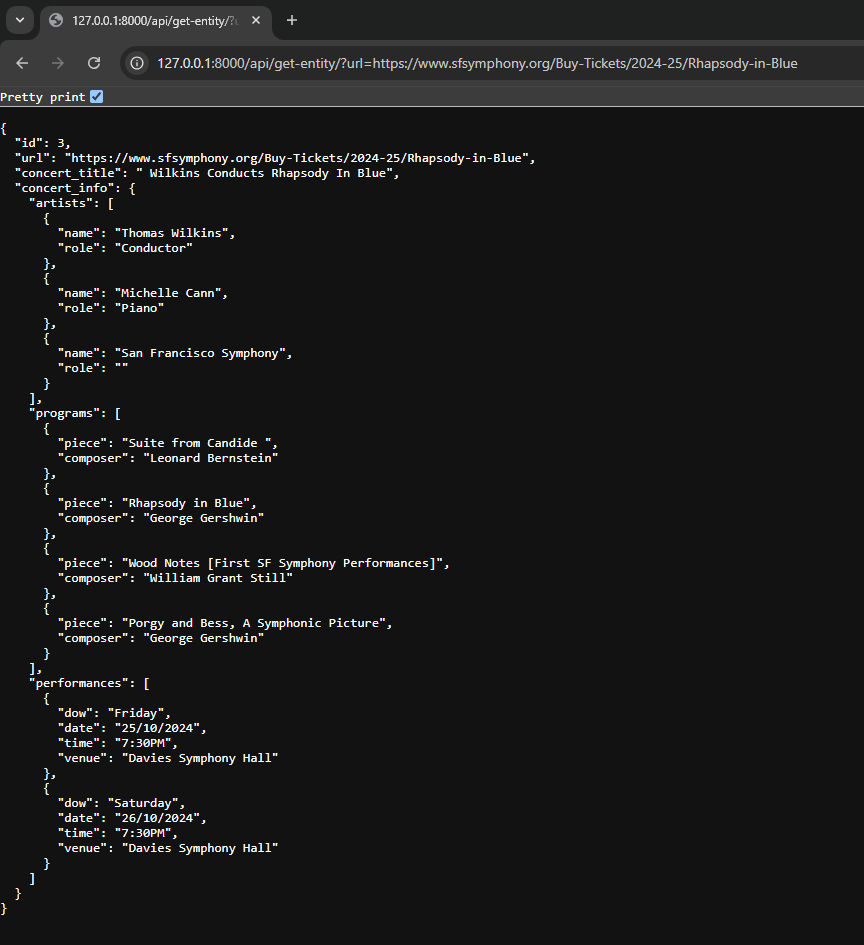 127.0.0.1:8000/api/get-entity/?u
127.0.0.1:8000/api/get-entity/?url=https://www.sfsymphony.org/Buy-Tickets/2024-25/Rhapsody-in-Blue
Pretty print
{
  "id": 3,
  "url": "https://www.sfsymphony.org/Buy-Tickets/2024-25/Rhapsody-in-Blue",
  "concert_title": " Wilkins Conducts Rhapsody In Blue",
  "concert_info": {
    "artists": [
      {
        "name": "Thomas Wilkins",
        "role": "Conductor"
      },
      {
        "name": "Michelle Cann",
        "role": "Piano"
      },
      {
        "name": "San Francisco Symphony",
        "role": ""
      }
    ],
    "programs": [
      {
        "piece": "Suite from Candide ",
        "composer": "Leonard Bernstein"
      },
      {
        "piece": "Rhapsody in Blue",
        "composer": "George Gershwin"
      },
      {
        "piece": "Wood Notes [First SF Symphony Performances]",
        "composer": "William Grant Still"
      },
      {
        "piece": "Porgy and Bess, A Symphonic Picture",
        "composer": "George Gershwin"
      }
    ],
    "performances": [
      {
        "dow": "Friday",
        "date": "25/10/2024",
        "time": "7:30PM",
        "venue": "Davies Symphony Hall"
      },
      {
        "dow": "Saturday",
        "date": "26/10/2024",
        "time": "7:30PM",
        "venue": "Davies Symphony Hall"
      }
    ]
  }
}